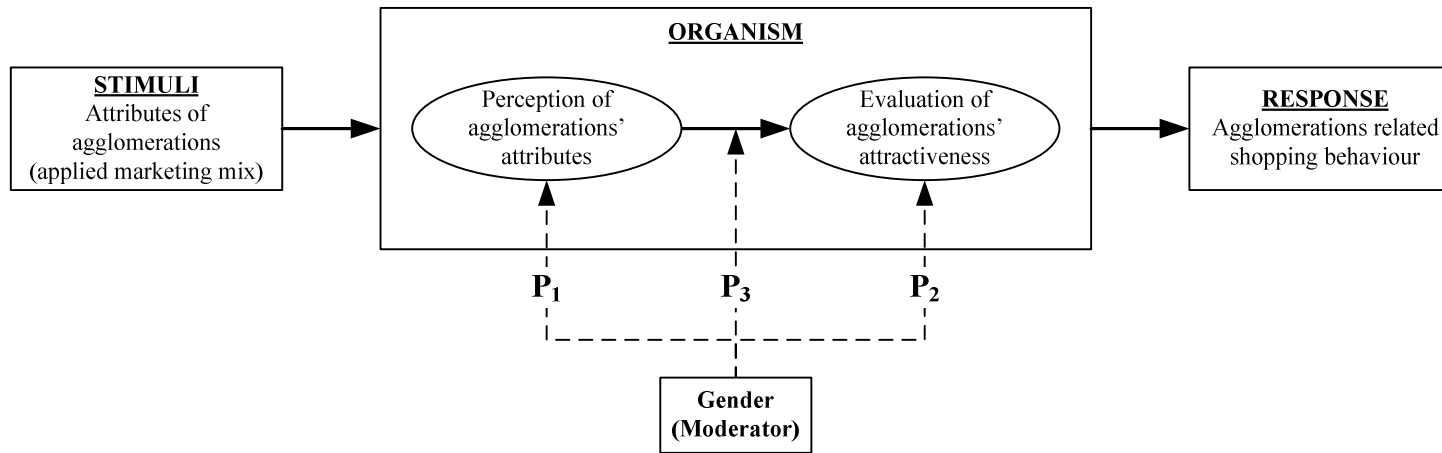 ORGANISM
STIMULI
Attributes of
agglomerations
(applied marketing mix)
Perception of
agglomerations’
attributes
Evaluation of
agglomerations’
attractiveness
RESPONSE
Agglomerations related
shopping behaviour
P₁
P₃
P₂
Gender
(Moderator)